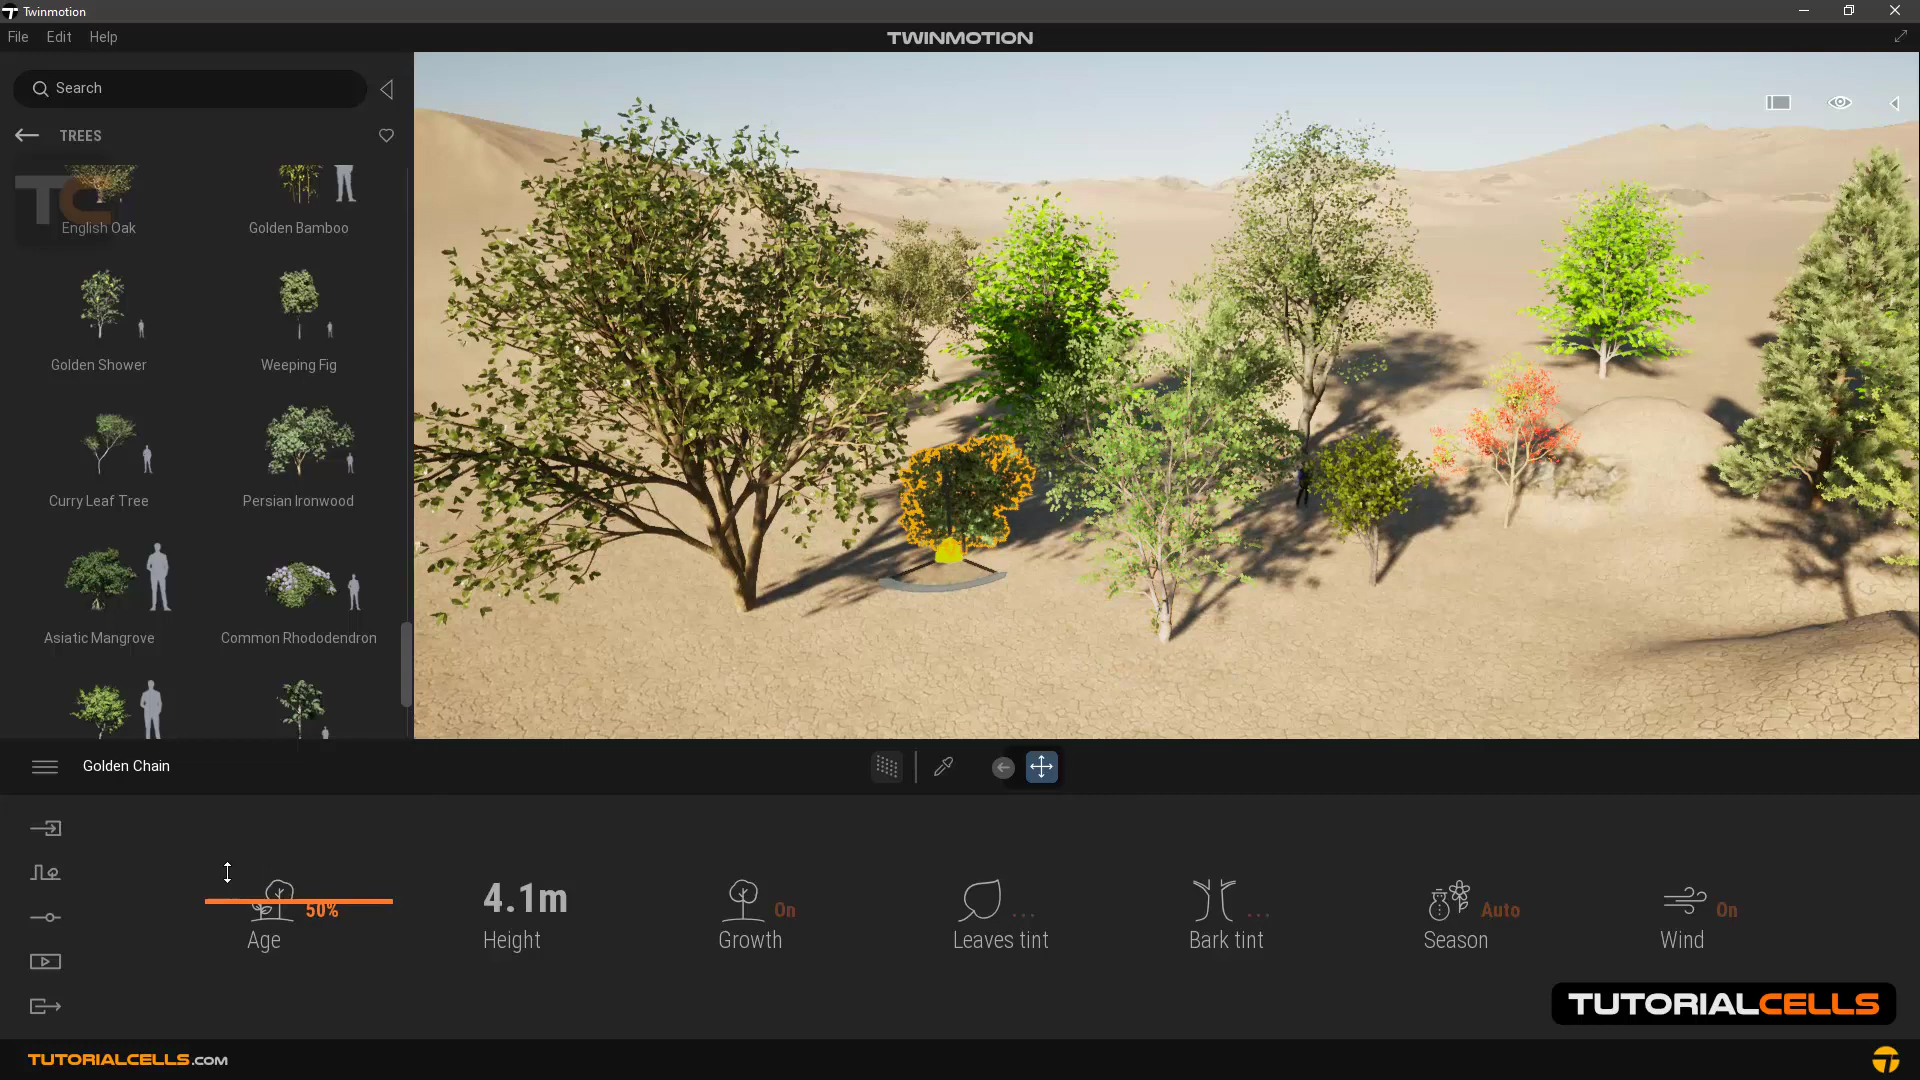 Twinmotion
File Edit Help
TWINMOTION
Search
TREES
TC
English Oak Golden Bamboo
Golden Shower Weeping Fig
Curry Leaf Tree Persian Ironwood
Asiatic Mangrove Common Rhododendron
Golden Chain
50% 4.1m On ... ... Auto On
Age Height Growth Leaves tint Bark tint Season Wind
TUTORIALCELLS
TUTORIALCELLS.COM